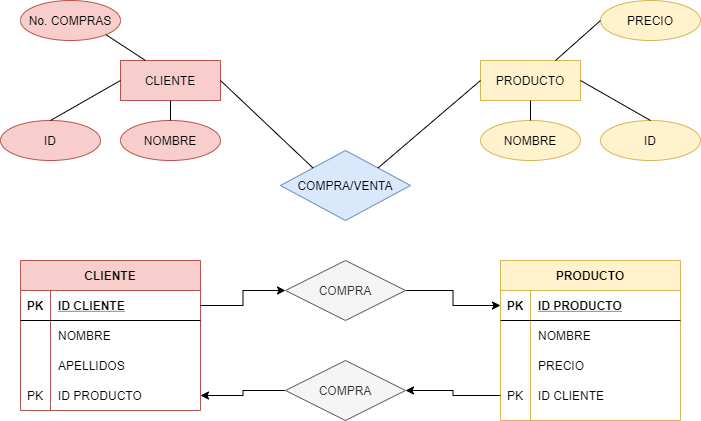 No. COMPRAS
PRECIO
CLIENTE
PRODUCTO
ID
NOMBRE
NOMBRE
ID
COMPRA/VENTA
CLIENTE
PK ID CLIENTE
NOMBRE
APELLIDOS
PK ID PRODUCTO
COMPRA
COMPRA
PRODUCTO
PK ID PRODUCTO
NOMBRE
PRECIO
PK ID CLIENTE